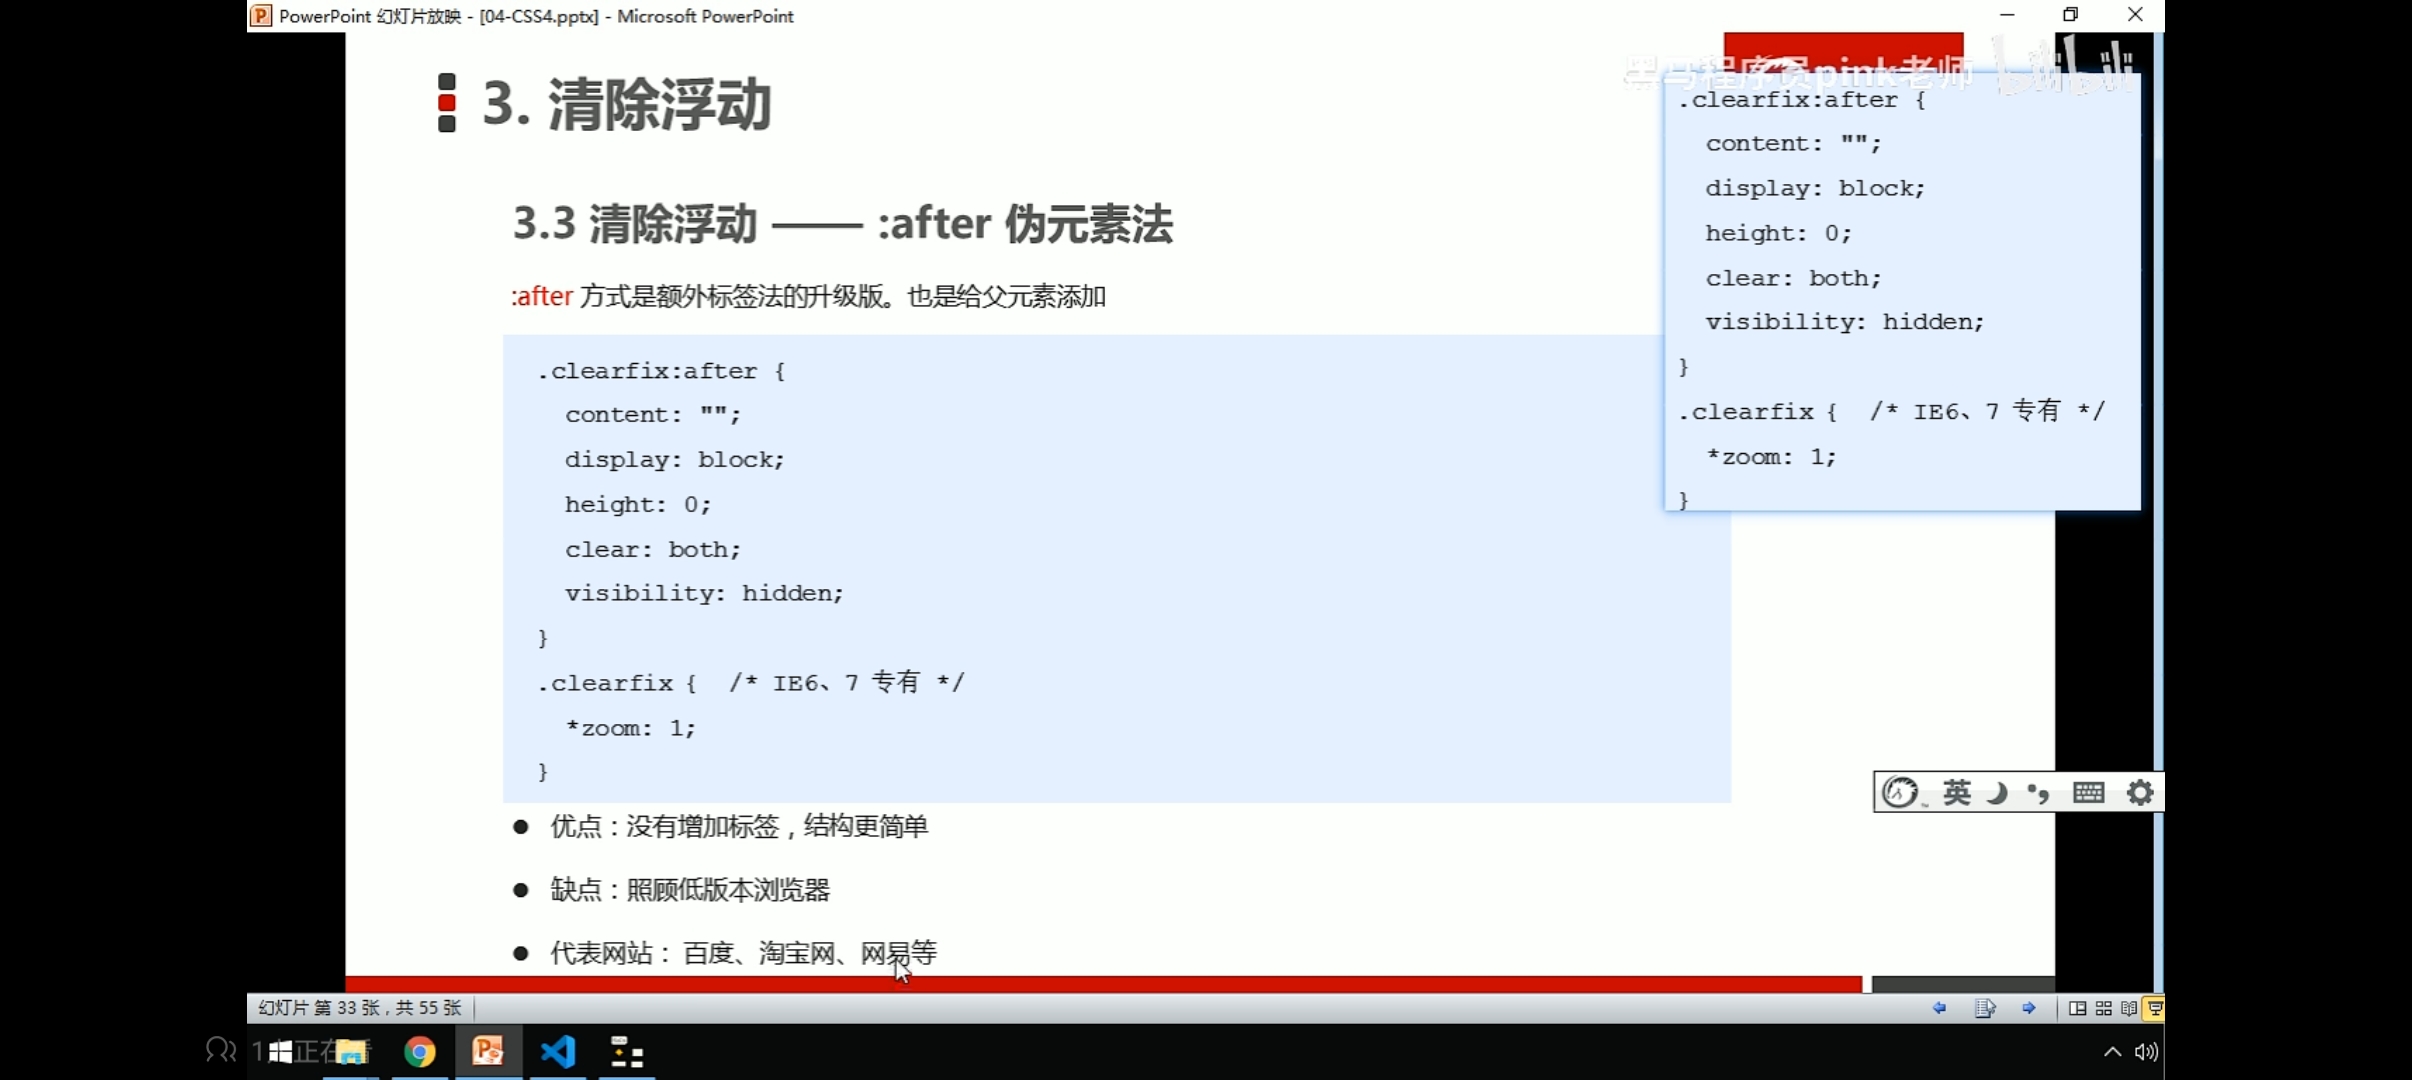 PowerPoint 幻灯片放映 - [04-CSS4.pptx] - Microsoft PowerPoint
黑马程序员pink老师 bilibili
3. 清除浮动
3.3 清除浮动 —— :after 伪元素法
:after 方式是额外标签法的升级版。也是给父元素添加
.clearfix:after {
content: "";
display: block;
height: 0;
clear: both;
visibility: hidden;
}
.clearfix { /* IE6、7 专有 */
*zoom: 1;
}
.clearfix:after {
content: "";
display: block;
height: 0;
clear: both;
visibility: hidden;
}
.clearfix { /* IE6、7 专有 */
*zoom: 1;
}
英
● 优点：没有增加标签，结构更简单
● 缺点：照顾低版本浏览器
● 代表网站： 百度、淘宝网、网易等
幻灯片 第 33 张，共 55 张
1 正在看